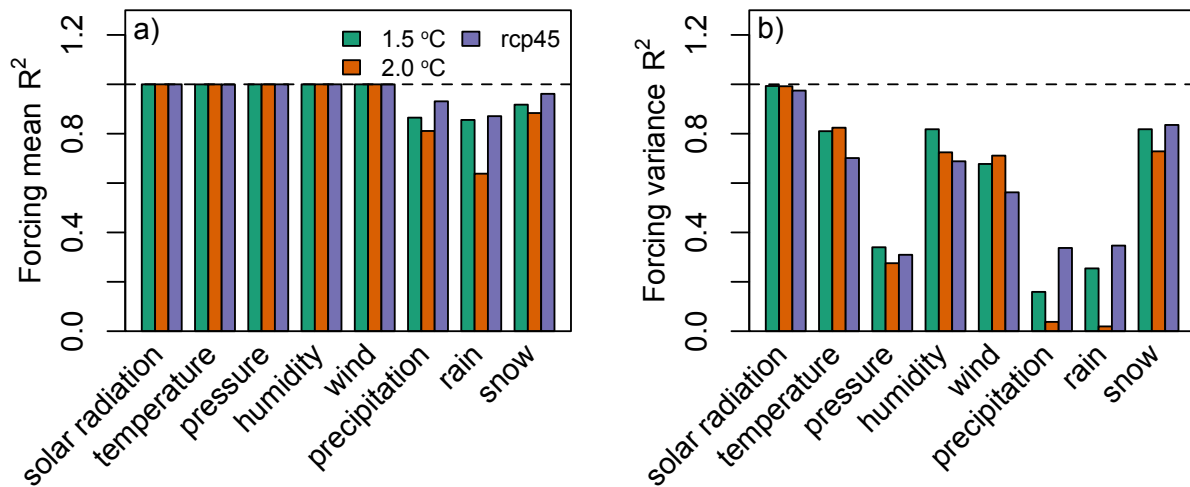 a)
1.5 °C
rcp45
2.0 °C
Forcing mean R²
0.0
0.4
0.8
1.2
solar radiation
temperature
pressure
humidity
wind
precipitation
rain
snow
b)
Forcing variance R²
0.0
0.4
0.8
1.2
solar radiation
temperature
pressure
humidity
wind
precipitation
rain
snow